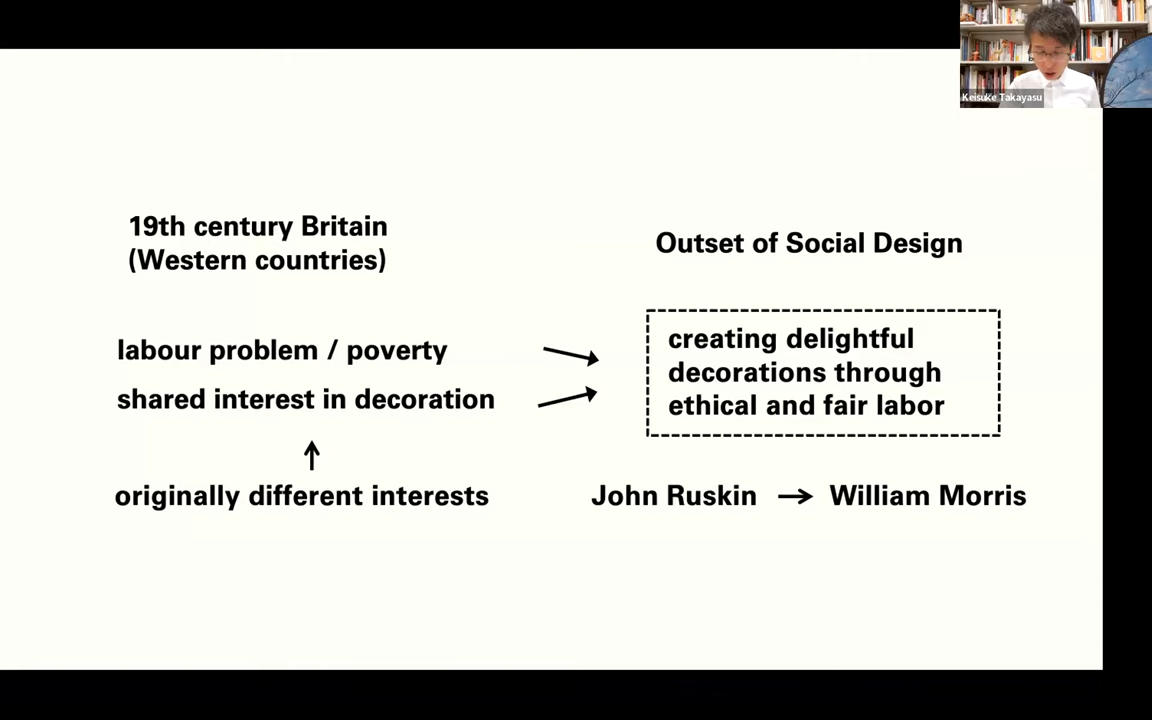 Keisuke Takayasu
19th century Britain
(Western countries)
labour problem / poverty
shared interest in decoration
originally different interests
Outset of Social Design
creating delightful
decorations through
ethical and fair labor
John Ruskin → William Morris